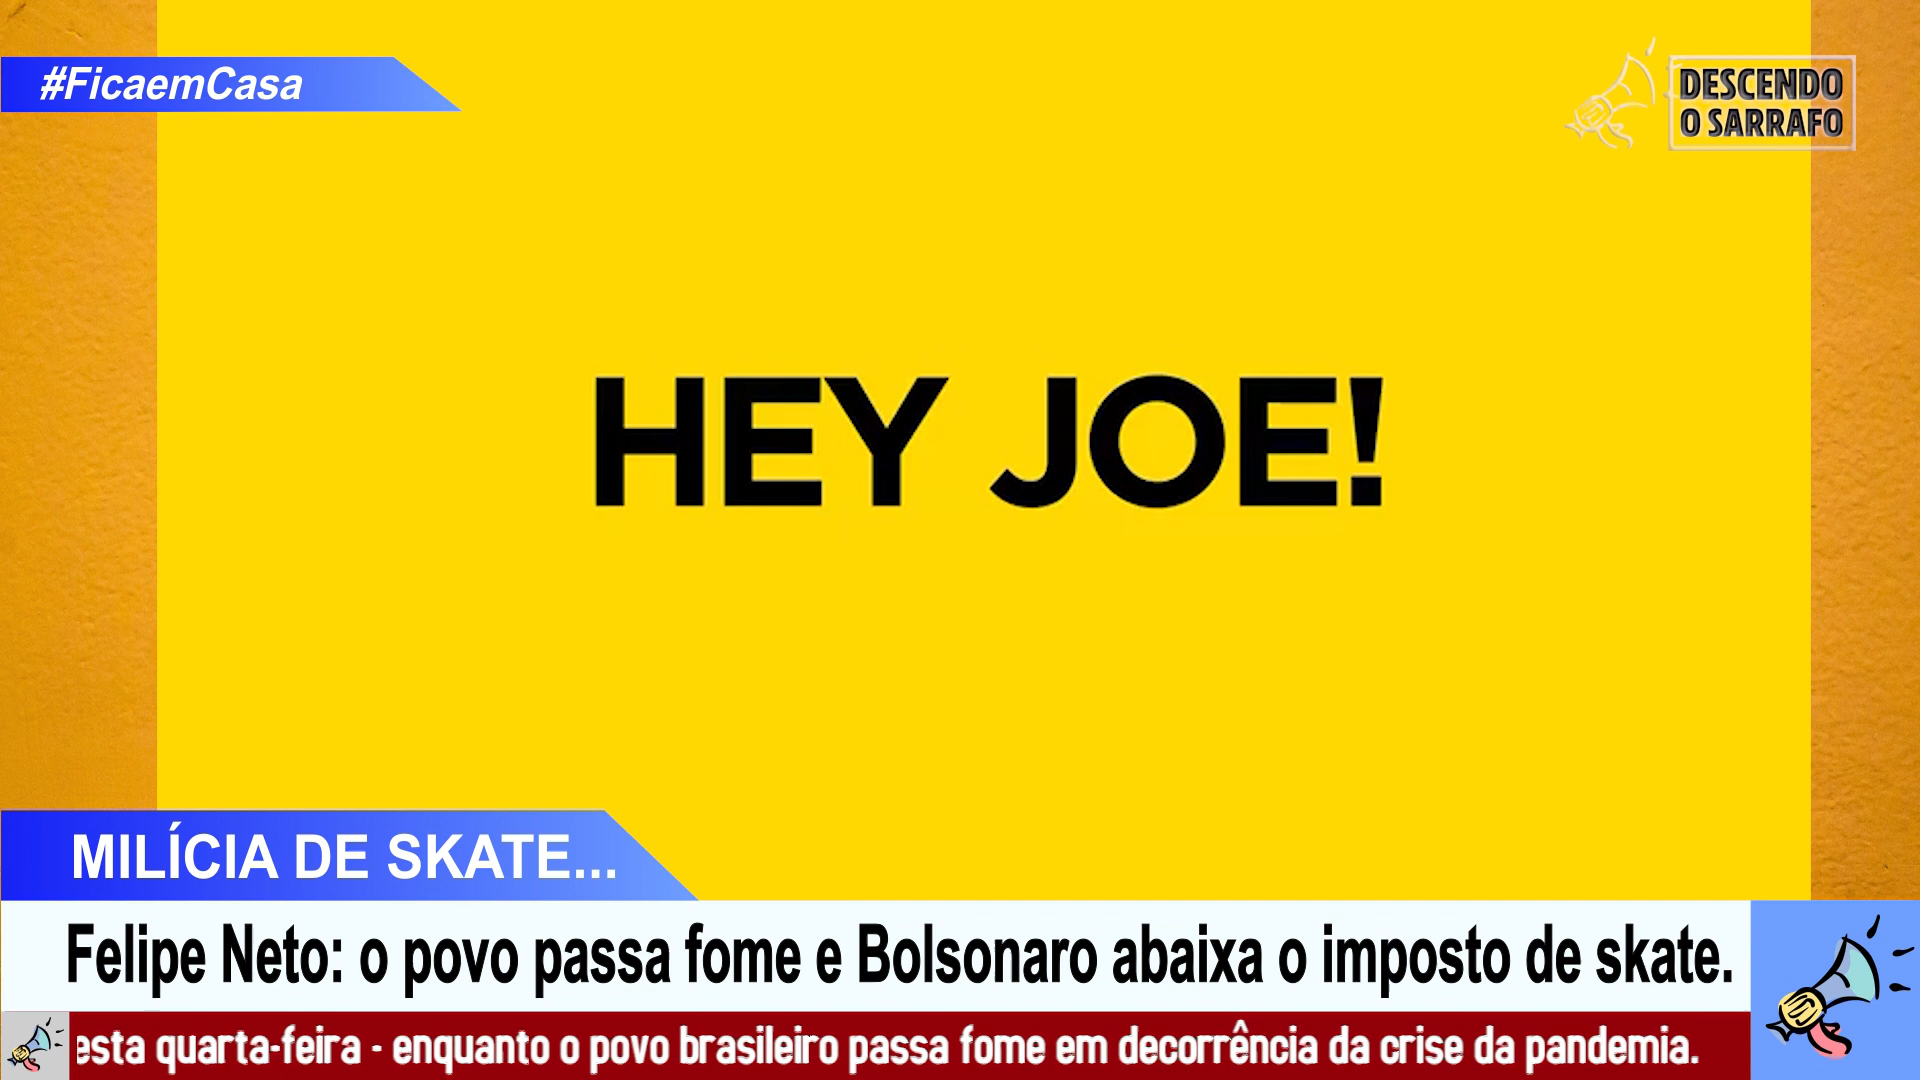 #FicaemCasa
DESCENDO
O SARRAFO
HEY JOE!
MILÍCIA DE SKATE...
Felipe Neto: o povo passa fome e Bolsonaro abaixa o imposto de skate.
esta quarta-feira - enquanto o povo brasileiro passa fome em decorrência da crise da pandemia.